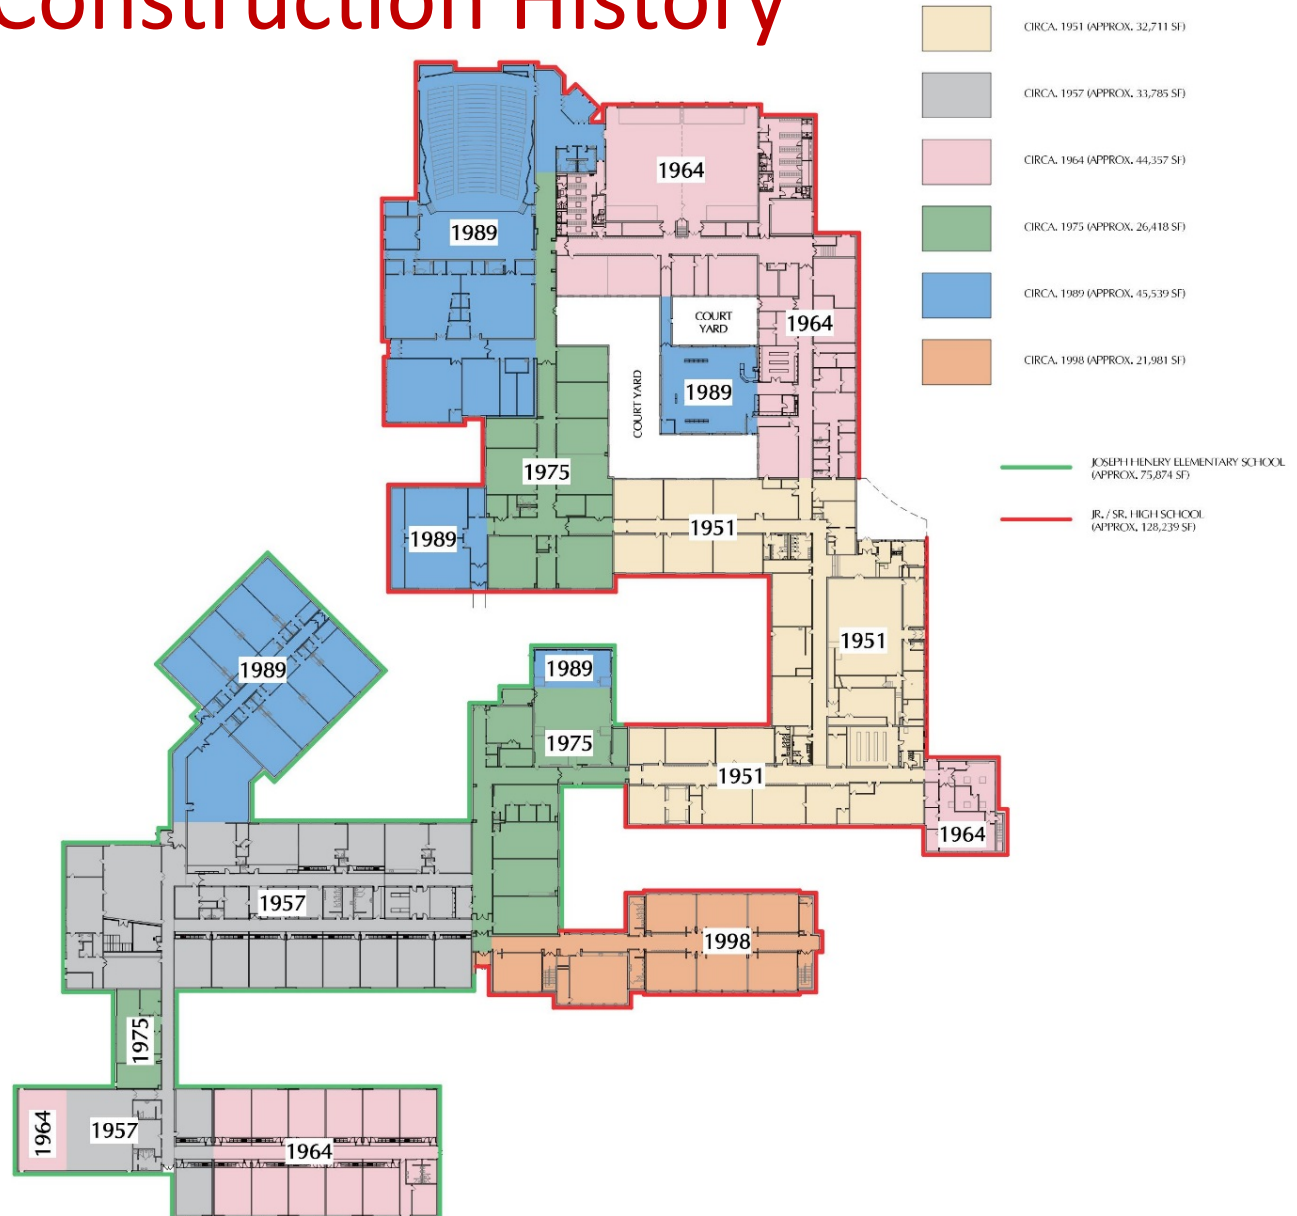 Construction History
CIRCA. 1951 (APPROX. 32,711 SF)
CIRCA. 1957 (APPROX. 33,785 SF)
CIRCA. 1964 (APPROX. 44,357 SF)
CIRCA. 1975 (APPROX. 26,418 SF)
CIRCA. 1989 (APPROX. 45,539 SF)
CIRCA. 1998 (APPROX. 21,981 SF)
JOSEPH HENERY ELEMENTARY SCHOOL
(APPROX. 75,874 SF)
JR. / SR. HIGH SCHOOL
(APPROX. 128,239 SF)
1964
1989
COURT
YARD
1964
1989
COURT YARD
1975
1951
1989
1951
1989
1989
1975
1951
1964
1957
1998
1975
1964
1957
1964